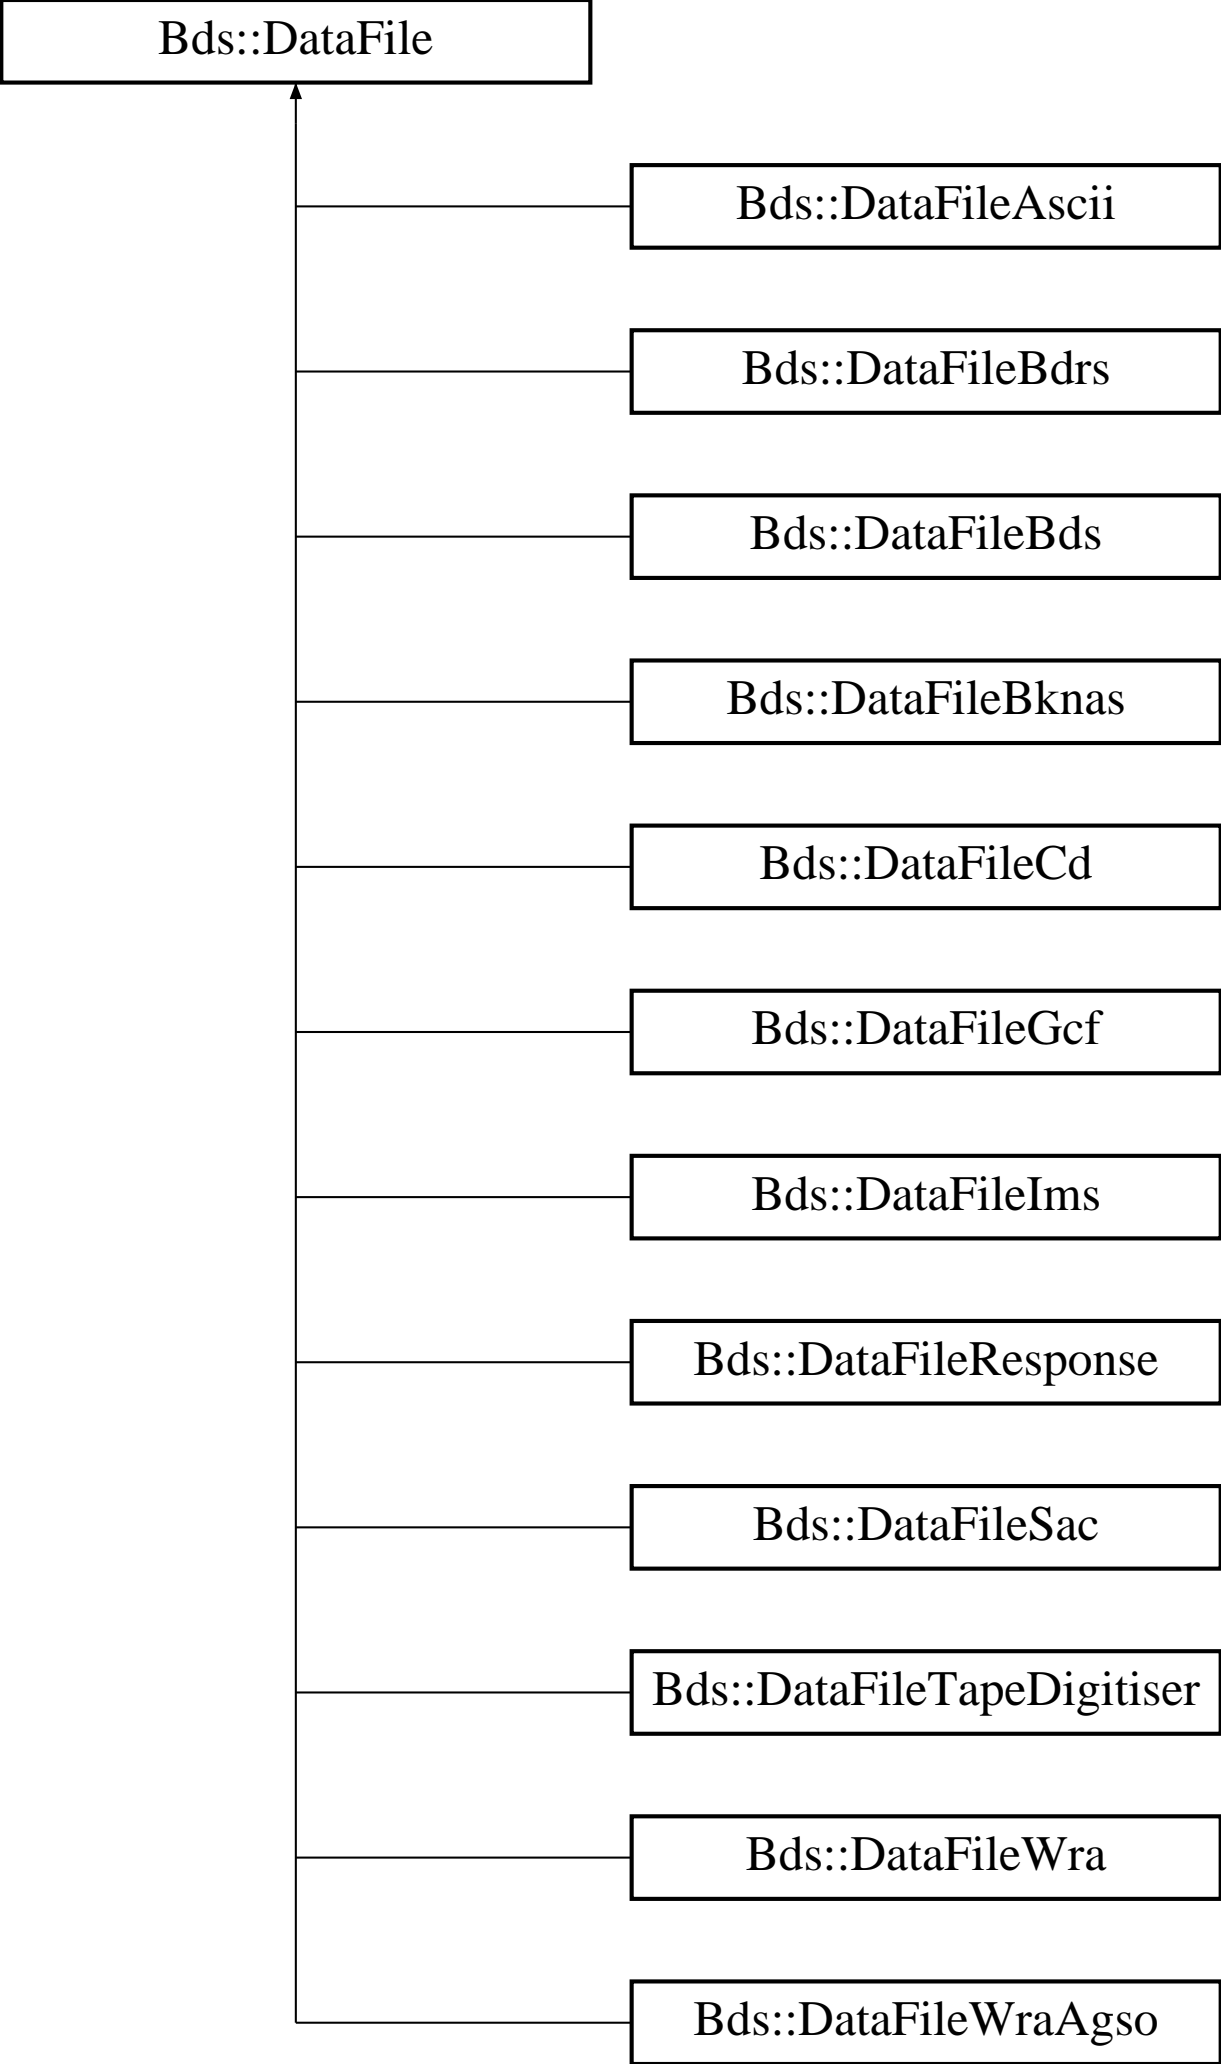 Bds::DataFile
Bds::DataFileAscii
Bds::DataFileBdrs
Bds::DataFileBds
Bds::DataFileBknas
Bds::DataFileCd
Bds::DataFileGcf
Bds::DataFileIms
Bds::DataFileResponse
Bds::DataFileSac
Bds::DataFileTapeDigitiser
Bds::DataFileWra
Bds::DataFileWraAgso